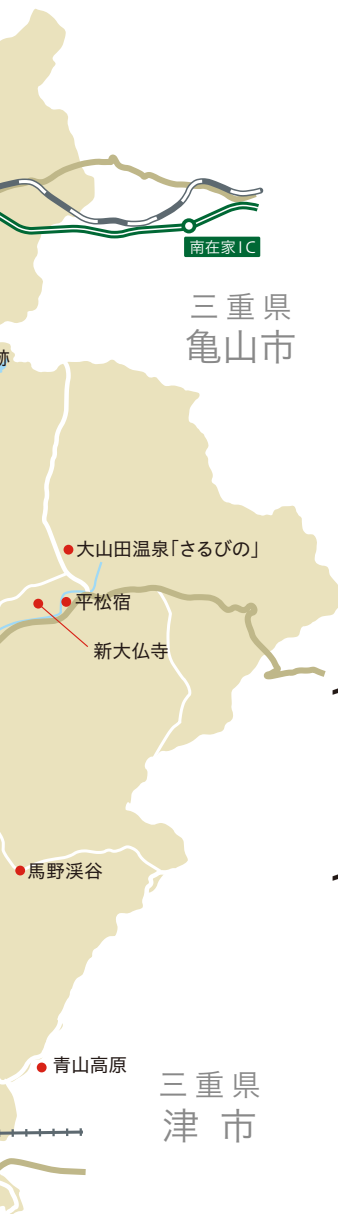 南在家IC
三重県
亀山市
跡
大山田温泉「さるびの」
平松宿
新大仏寺
馬野渓谷
青山高原
三重県
津市